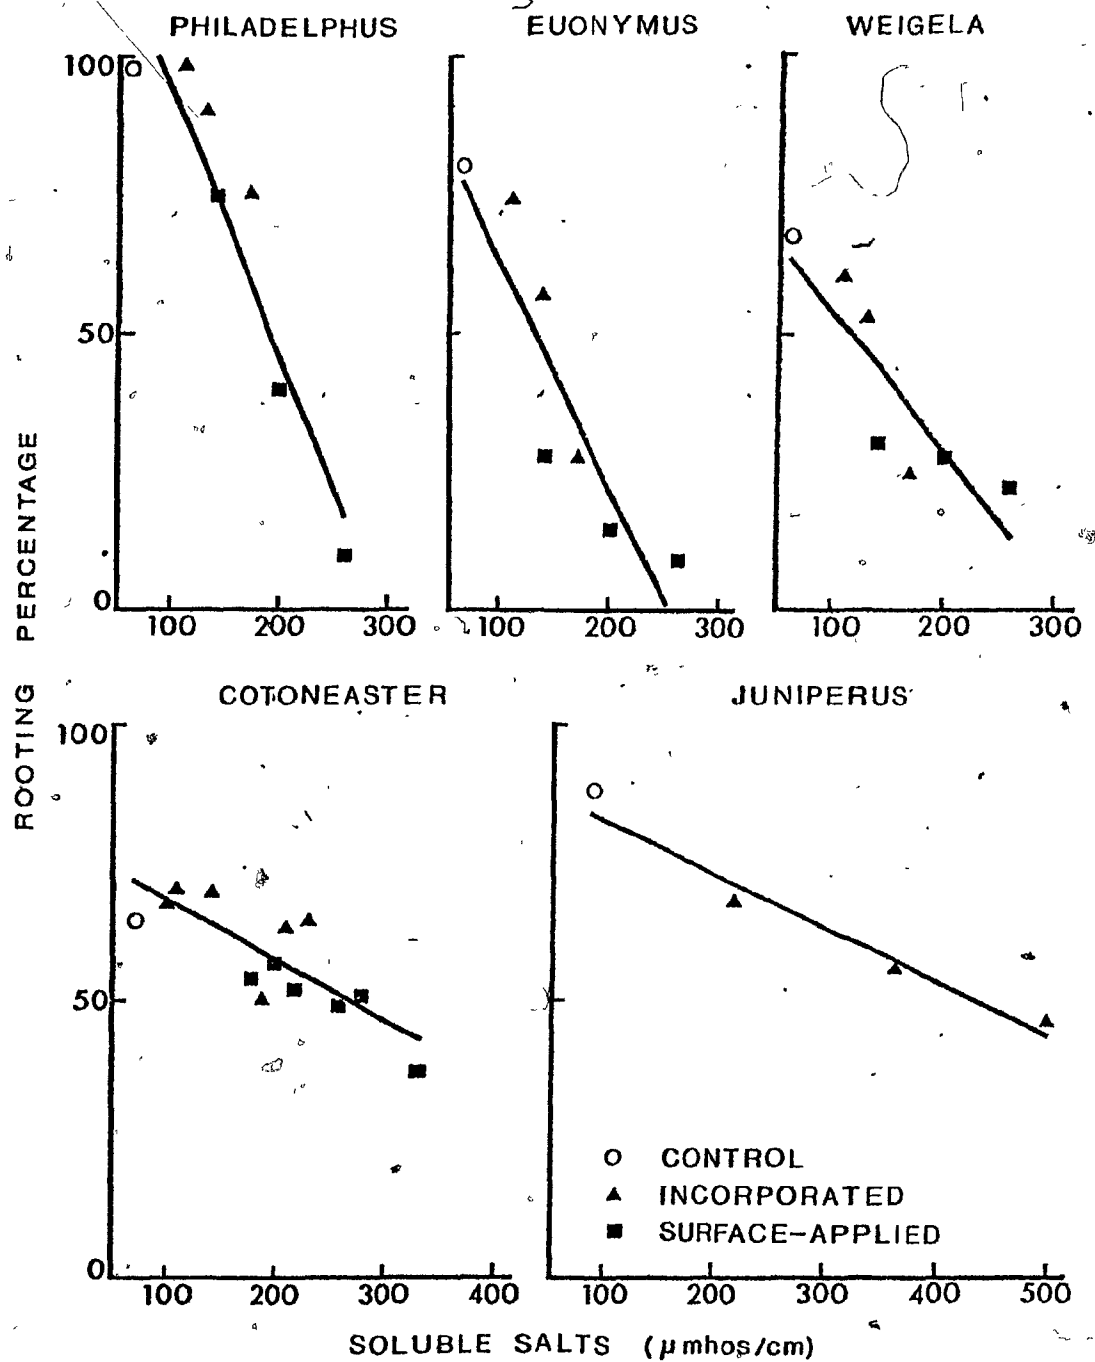 PHILADELPHUS EUONYMUS WEIGELA
100
50
0
100 200 300 100 200 300 100 200 300
ROOTING PERCENTAGE
COTONEASTER JUNIPERUS
100
50
0
CONTROL
INCORPORATED
SURFACE-APPLIED
100 200 300 400 100 200 300 400 500
SOLUBLE SALTS (μmhos/cm)